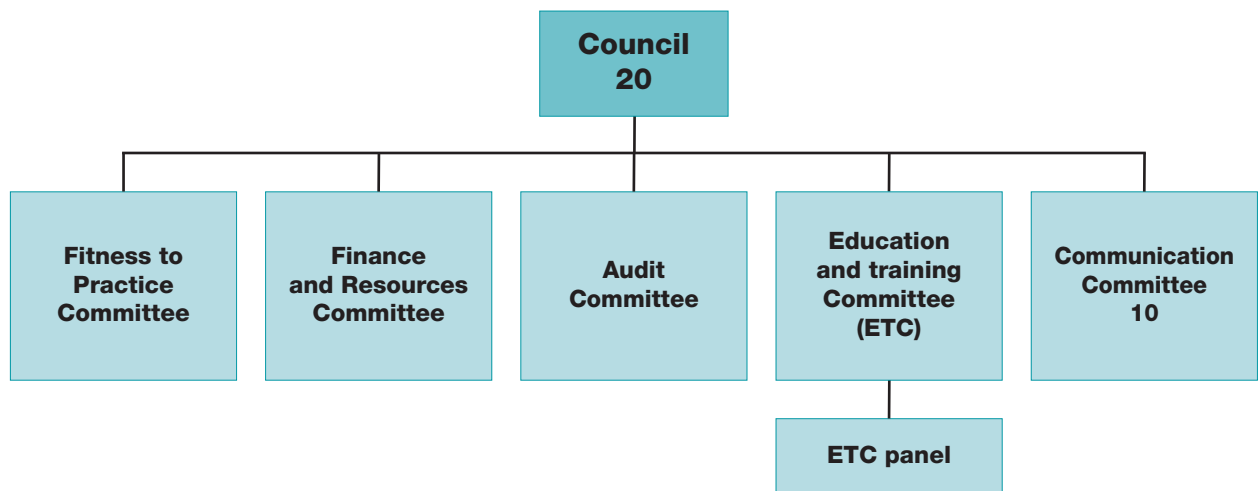 Council
20
Fitness to
Practice
Committee
Finance
and Resources
Committee
Audit
Committee
Education
and training
Committee
(ETC)
Communication
Committee
10
ETC panel